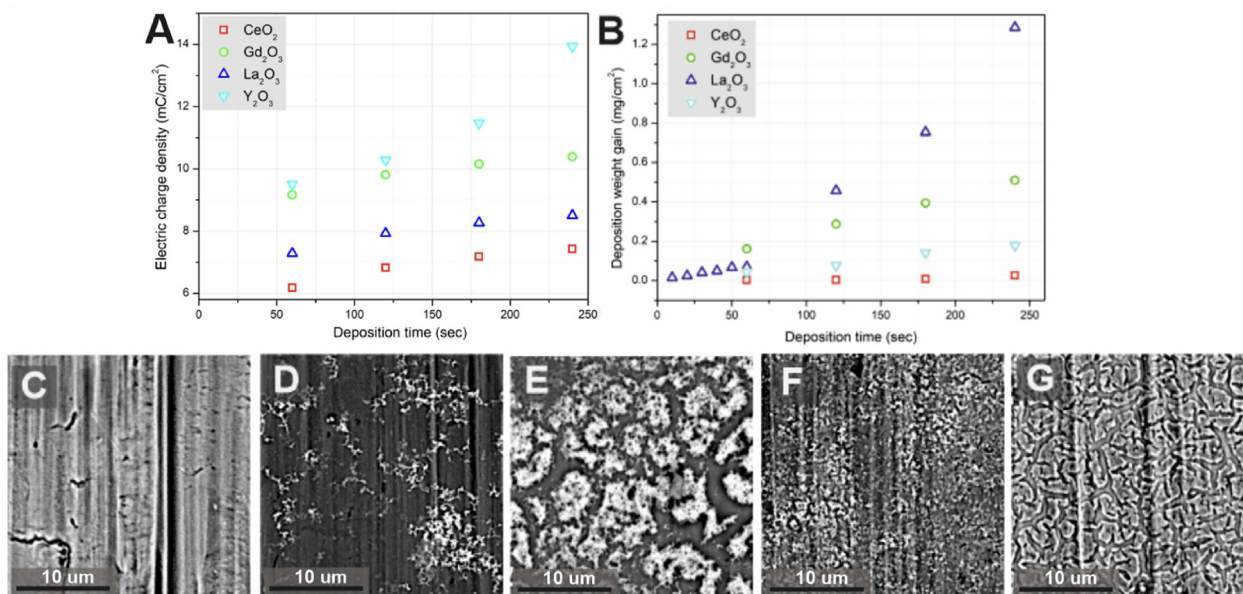 A
CeO2
Gd2O3
La2O3
Y2O3
14
12
10
8
6
0
50
100
150
200
250
Electric charge density (mC/cm²)
Deposition time (sec)
B
CeO2
Gd2O3
La2O3
Y2O3
1.2
1.0
0.8
0.6
0.4
0.2
0.0
0
50
100
150
200
250
Deposition weight gain (mg/cm²)
Deposition time (sec)
C
10 um
D
10 um
E
10 um
F
10 um
G
10 um